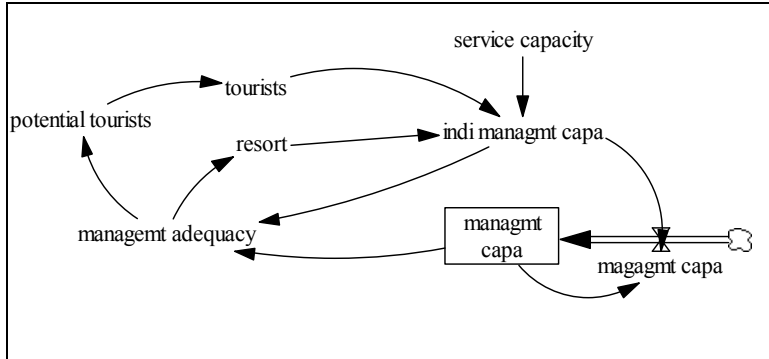 service capacity
tourists
potential tourists
indi managmt capa
resort
managemt adequacy
managmt
capa
magagmt capa